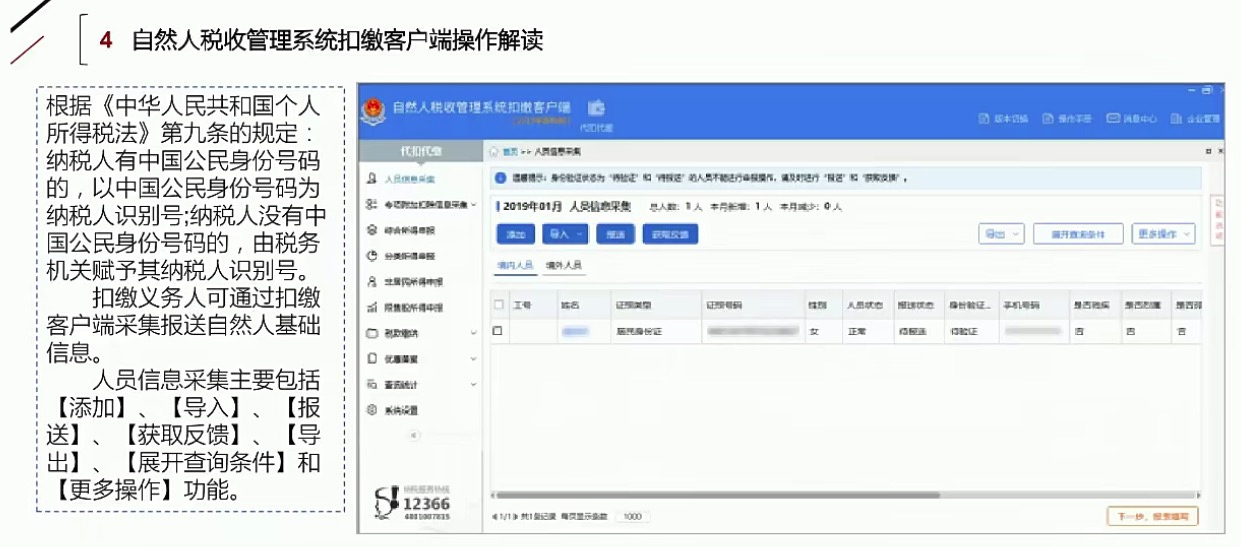 4 自然人税收管理系统扣缴客户端操作解读
根据《中华人民共和国个人
所得税法》第九条的规定：
纳税人有中国公民身份号码
的，以中国公民身份号码为
纳税人识别号;纳税人没有中
国公民身份号码的，由税务
机关赋予其纳税人识别号。
扣缴义务人可通过扣缴
客户端采集报送自然人基础
信息。
人员信息采集主要包括
【添加】、【导入】、【报
送】、【获取反馈】、【导
出】、【展开查询条件】和
【更多操作】功能。
自然人税收管理系统扣缴客户端
代扣代缴
版本切换 操作手册 消息中心 企业管理
代扣代缴
首页 >> 人员信息采集
人员信息采集
专项附加扣除信息采集
综合所得申报
分类所得申报
非居民所得申报
限售股所得申报
税款缴纳
优惠备案
查询统计
系统设置
温馨提示：身份验证状态为“待验证”和“待报送”的人员不能进行申报操作，请及时进行“报送”和“获取反馈”。
2019年01月 人员信息采集 总人数：1 人 本月新增：1 人 本月减少：0 人
添加 导入 报送 获取反馈 导出 展开查询条件 更多操作
境内人员 境外人员
工号 姓名 证照类型 证照号码 性别 人员状态 报送状态 身份验证... 手机号码 是否残疾 是否烈属 是否孤
居民身份证 女 正常 待报送 待验证 否 否 否
纳税服务热线
12366
1/1 共1条记录 每页显示条数 1000
下一步，报表填写